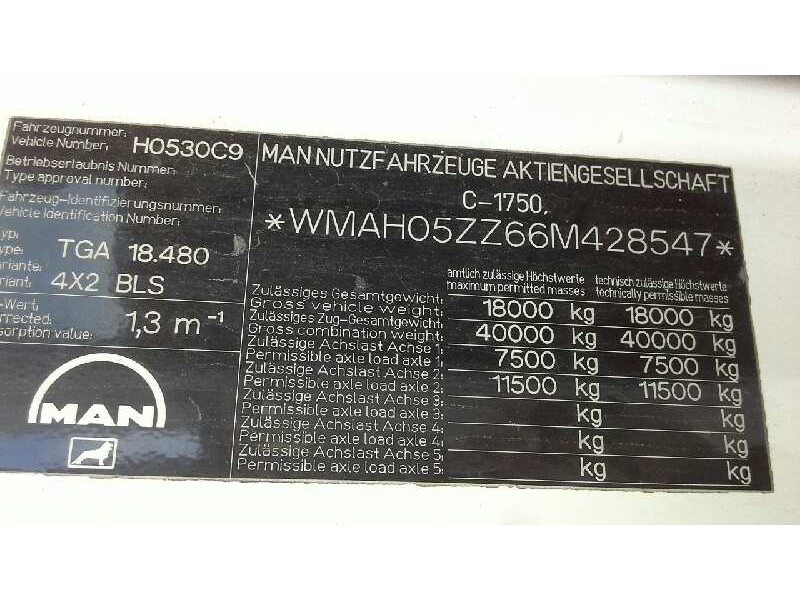 Fahrzeugnummer:
Vehicle Number: H0530C9
Betriebserlaubnis Nummer:
Type approval number:
Fahrzeug-Identifizierungsnummer:
Vehicle Identification Number:
TGA 18.480
4X2 BLS
-Wert:
rrected:
sorption value: 1,3 m⁻¹
MAN
MAN NUTZFAHRZEUGE AKTIENGESELLSCHAFT
C-1750,
*WMAH05ZZ66M428547*
amtlich zulässige Höchstwerte technisch zulässige Höchstwerte
maximum permitted masses technically permissible masses
Zulässiges Gesamtgewicht:
Gross vehicle weight: 18000 kg 18000 kg
Zulässiges Zug-Gesamtgewicht:
Gross combination weight: 40000 kg 40000 kg
Zulässige Achslast Achse 1:
Permissible axle load axle 1: 7500 kg 7500 kg
Zulässige Achslast Achse 2:
Permissible axle load axle 2: 11500 kg 11500 kg
Zulässige Achslast Achse 3:
Permissible axle load axle 3: kg kg
Zulässige Achslast Achse 4:
Permissible axle load axle 4: kg kg
Zulässige Achslast Achse 5:
Permissible axle load axle 5: kg kg